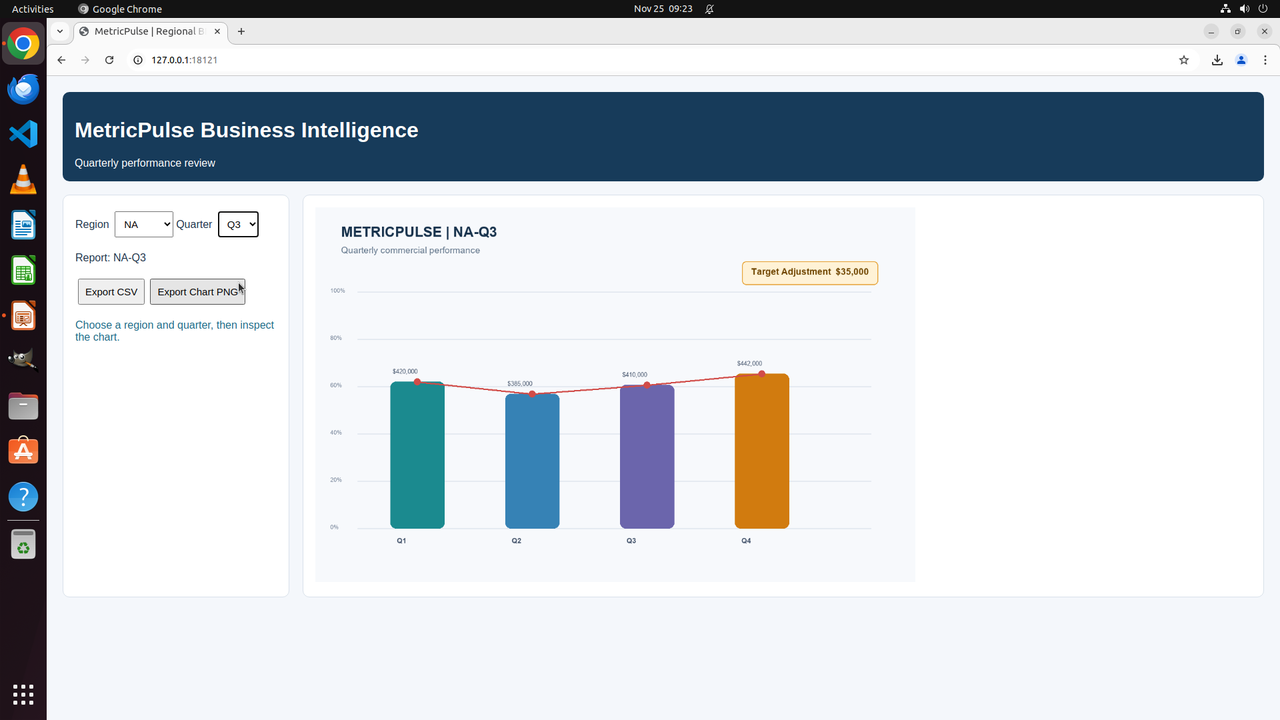 Activities
Google Chrome
Nov 25 09:23
MetricPulse | Regional B
127.0.0.1:18121
MetricPulse Business Intelligence
Quarterly performance review
Region NA Quarter Q3
Report: NA-Q3
Export CSV Export Chart PNG
Choose a region and quarter, then inspect
the chart.
METRICPULSE | NA-Q3
Quarterly commercial performance
Target Adjustment $35,000
100%
80%
60%
40%
20%
0%
$420,000
$385,000
$410,000
$442,000
Q1 Q2 Q3 Q4